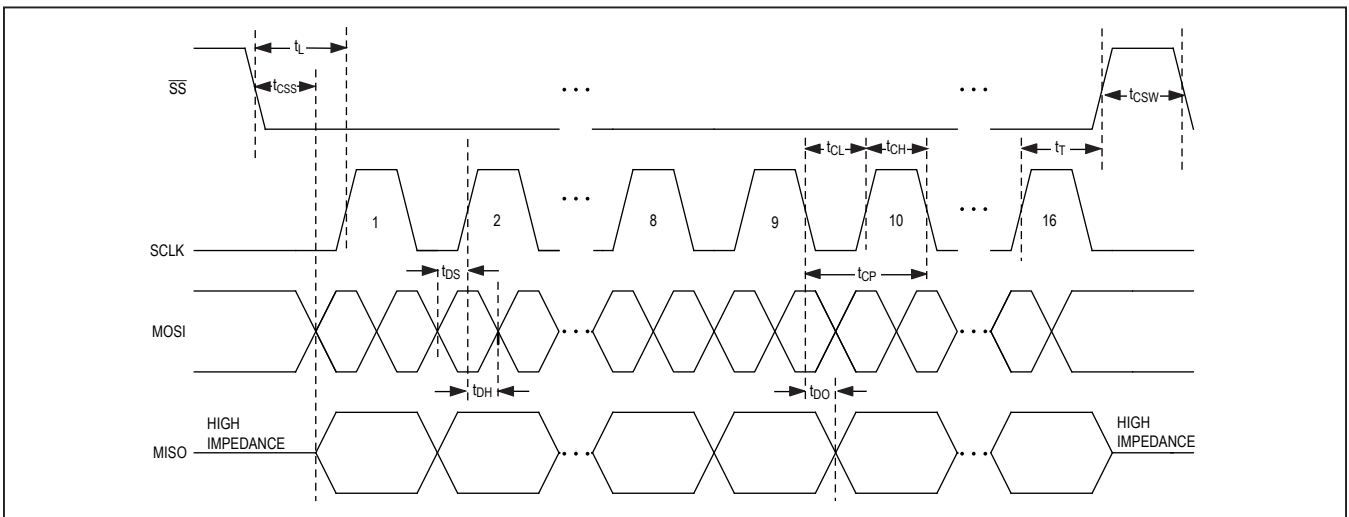 tL
SS
tCSS
• • •
• • •
tCSW
tCL
tCH
tT
• • •
• • •
1
2
8
9
10
16
SCLK
tDS
tCP
MOSI
• • •
• • •
tDH
tDO
HIGH
IMPEDANCE
HIGH
IMPEDANCE
MISO
• • •
• • •